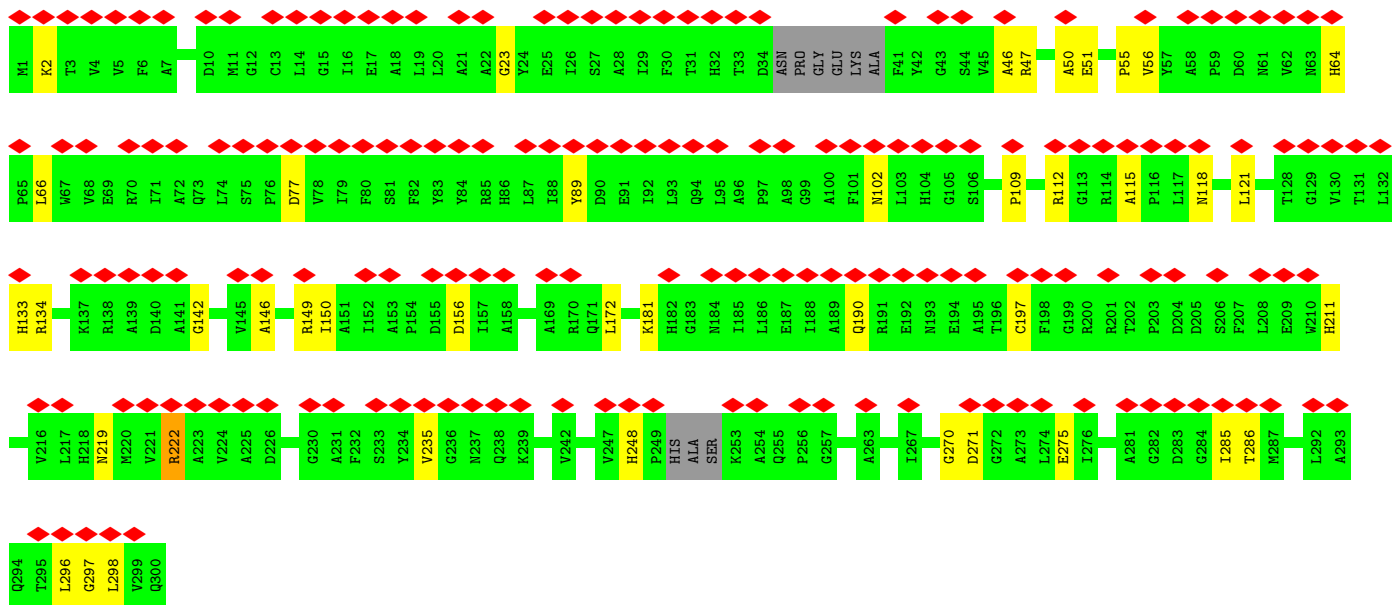 M1 K2 T3 V4 V5 F6 A7 D10 M11 G12 C13 L14 G15 I16 E17 A18 L19 L20 A21 A22 G23 Y24 E25 I26 S27 A28 I29 F30 T31 H32 T33 D34 ASN PRO GLY GLU LYS ALA F41 Y42 G43 S44 V45 A46 R47 A50 E51 P55 V56 Y57 A58 P59 D60 N61 V62 N63 H64
P65 L66 W67 V68 E69 R70 I71 A72 Q73 L74 S75 P76 D77 V78 I79 F80 S81 F82 Y83 Y84 R85 H86 L87 I88 Y89 D90 E91 I92 L93 Q94 L95 A96 P97 A98 G99 A100 F101 N102 L103 H104 G105 S106 P109 R112 G113 R114 A115 P116 L117 N118 L121 T128 G129 V130 T131 L132
H133 R134 K137 R138 A139 D140 A141 G142 V145 A146 R149 I150 A151 I152 A153 P154 D155 D156 I157 A158 A169 R170 Q171 L172 K181 H182 G183 N184 I185 L186 E187 I188 A189 Q190 R191 E192 N193 E194 A195 T196 C197 F198 G199 R200 R201 T202 P203 D204 D205 S206 F207 L208 E209 W210 H211
V216 L217 H218 N219 M220 V221 R222 A223 V224 A225 D226 G230 A231 F232 S233 Y234 V235 G236 N237 Q238 K239 V242 V247 H248 P249 HIS ALA SER K253 A254 Q255 P256 G257 A263 I267 G270 D271 G272 A273 L274 E275 I276 A281 G282 D283 G284 I285 T286 M287 L292 A293
Q294 T295 L296 G297 L298 V299 Q300